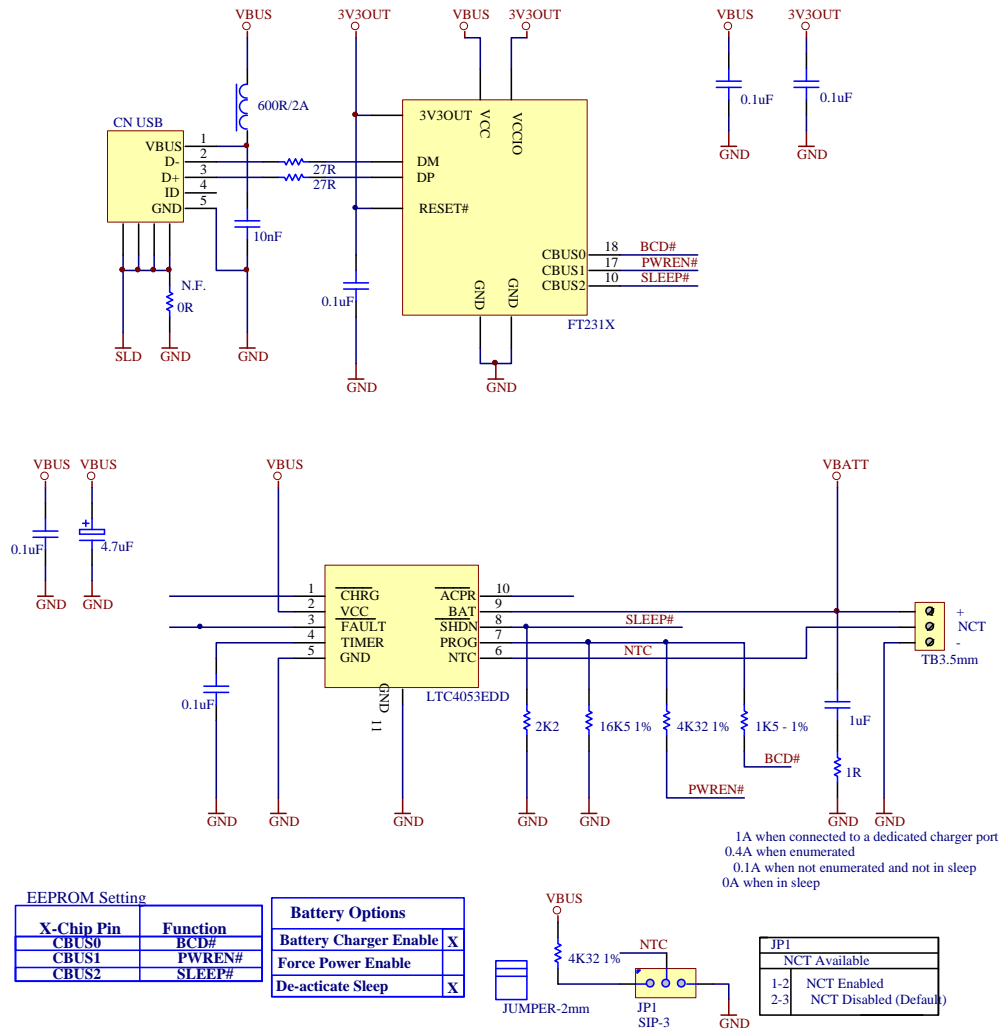 VBUS
3V3OUT
VBUS
3V3OUT
VBUS
3V3OUT
600R/2A
0.1uF
0.1uF
CN USB
3V3OUT
VCC
VCCIO
VBUS
1
D-
2
D+
3
ID
4
GND
5
27R
27R
DM
DP
GND
GND
RESET#
10nF
CBUS0
18
BCD#
CBUS1
17
PWREN#
CBUS2
10
SLEEP#
N.F.
0R
0.1uF
GND
GND
FT231X
SLD
GND
GND
GND
GND
VBUS
VBUS
VBUS
VBATT
0.1uF
+
4.7uF
GND
GND
1
CHRG
ACPR
10
2
VCC
BAT
9
3
FAULT
SHDN
8
SLEEP#
4
TIMER
PROG
7
5
GND
NTC
6
NTC
GND
11
LTC4053EDD
+
NCT
-
TB3.5mm
0.1uF
2K2
16K5 1%
4K32 1%
1K5 - 1%
1uF
BCD#
1R
PWREN#
GND
GND
GND
GND
GND
GND
GND
1A when connected to a dedicated charger port
0.4A when enumerated
0.1A when not enumerated and not in sleep
0A when in sleep
EEPROM Setting
X-Chip Pin Function
CBUS0 BCD#
CBUS1 PWREN#
CBUS2 SLEEP#
Battery Options
Battery Charger Enable X
Force Power Enable
De-acticate Sleep X
VBUS
4K32 1%
NTC
JUMPER-2mm
JP1
SIP-3
GND
JP1
NCT Available
1-2 NCT Enabled
2-3 NCT Disabled (Default)